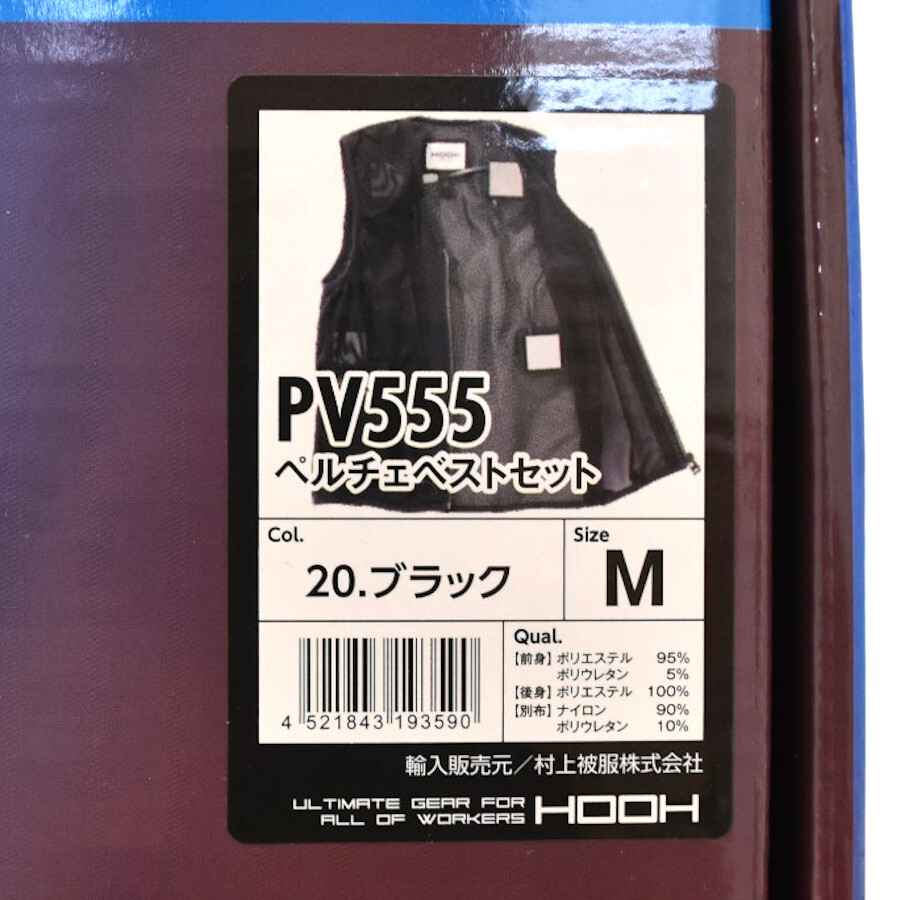 HOOH
PV555
ペルチェベストセット
Col.
20.ブラック
Size
M
4 521843 193590
Qual.
【前身】ポリエステル 95%
ポリウレタン 5%
【後身】ポリエステル 100%
【別布】ナイロン 90%
ポリウレタン 10%
輸入販売元／村上被服株式会社
ULTIMATE GEAR FOR
ALL OF WORKERS
HOOH